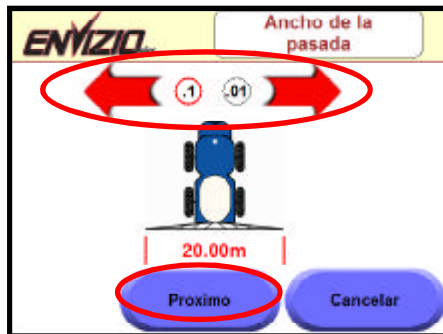 ENVIZIO
Ancho de la
pasada
.1 .01
20.00m
Proximo Cancelar